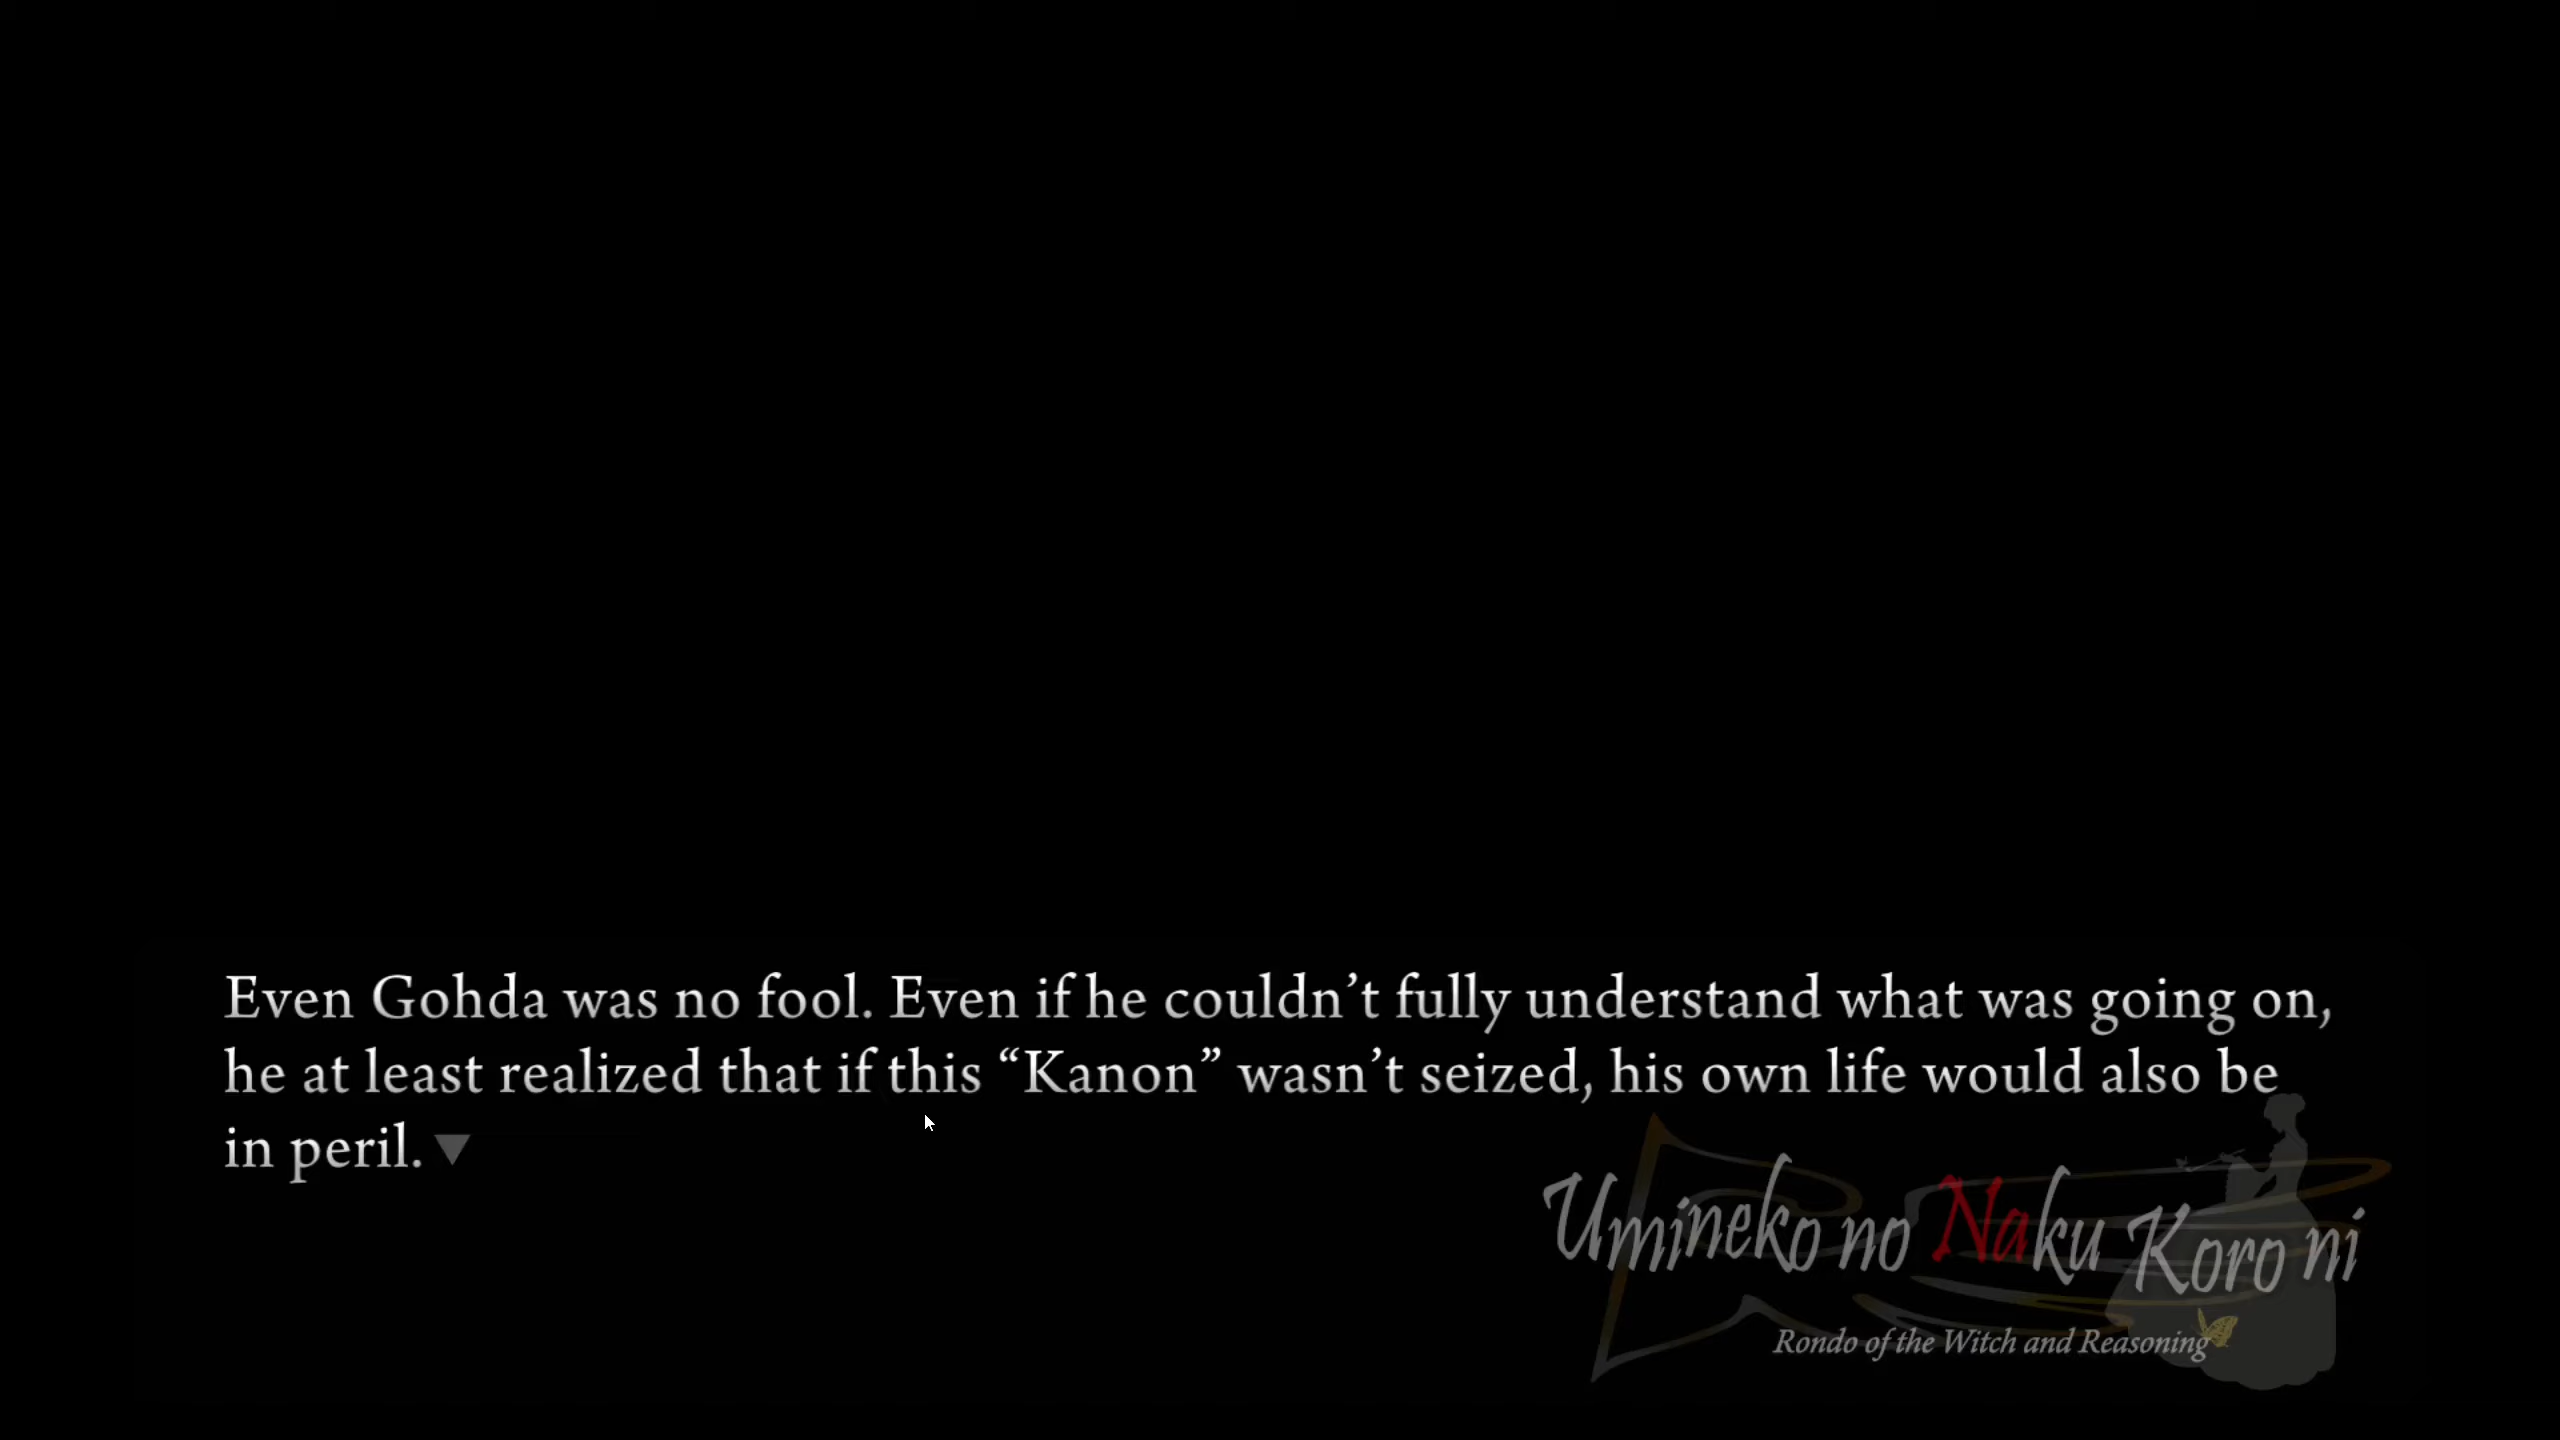 Even Gohda was no fool. Even if he couldn’t fully understand what was going on,
he at least realized that if this “Kanon” wasn’t seized, his own life would also be
in peril.
Umineko no Naku Koro ni
Rondo of the Witch and Reasoning